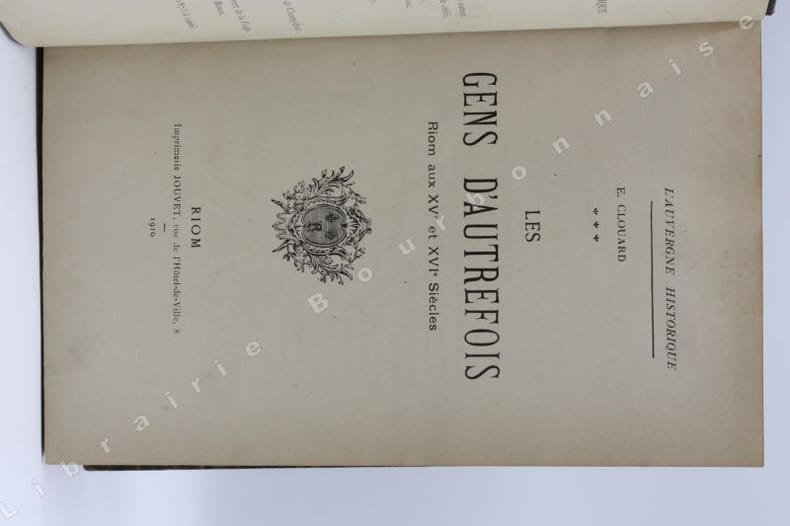 L'AUVERGNE HISTORIQUE
E. CLOUARD
* * *
LES
GENS D'AUTREFOIS
Riom aux XVe et XVIe Siècles
RIOM
Imprimerie JOUVET, rue de l'Hôtel-de-Ville, 8
1910
Librairie Bourbonnaise